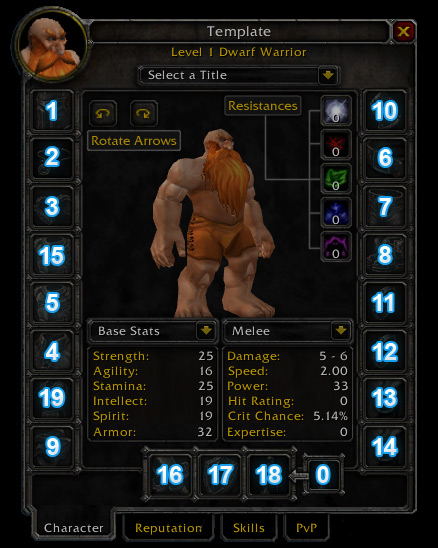 Template
Level 1 Dwarf Warrior
Select a Title
Resistances
Rotate Arrows
1
2
3
15
5
4
19
9
10
6
7
8
11
12
13
14
0
0
0
0
0
Base Stats
Strength: 25
Agility: 16
Stamina: 25
Intellect: 19
Spirit: 19
Armor: 32
Melee
Damage: 5 - 6
Speed: 2.00
Power: 33
Hit Rating: 0
Crit Chance: 5.14%
Expertise: 0
16 17 18 0
Character Reputation Skills PvP